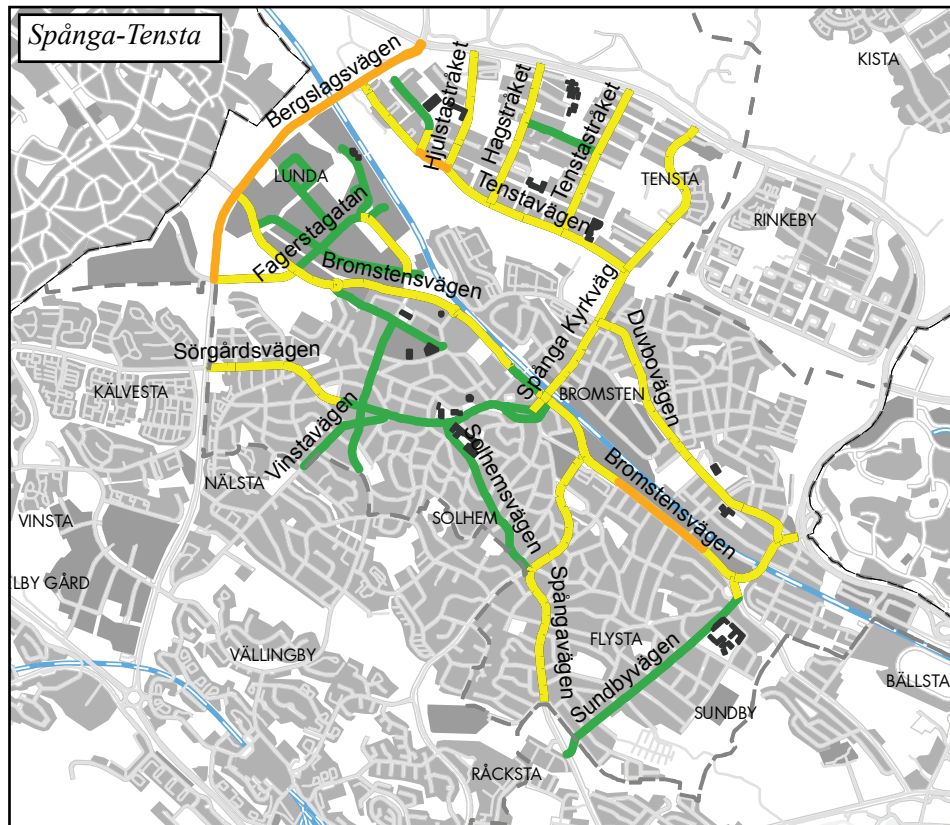 Spånga-Tensta
KISTA
Bergslagsvägen
Hjulstastråket
Hagstråket
Tenstastråket
LUNDA
TENSTA
Tenstavägen
RINKEBY
Fagerstagatan
Bromstensvägen
Spånga Kyrkväg
Duvbovägen
Sörgårdsvägen
KÄLVESTA
BROMSTEN
Vinstavägen
Solhemsvägen
NÄLSTA
Bromstensvägen
VINSTA
SOLHEM
LBY GÅRD
Spångavägen
FLYSTA
VÄLLINGBY
Sundbyvägen
BÄLLSTA
SUNDBY
RÅCKSTA